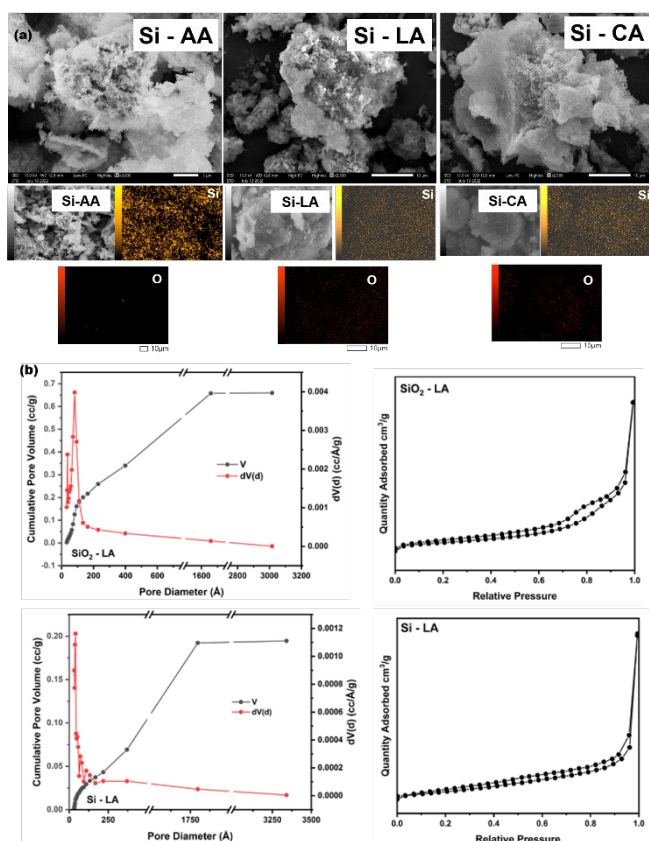 (a)
Si - AA
Si - LA
Si - CA
Si-AA
Si
Si-LA
Si
Si-CA
Si
O
O
O
10µm
10µm
10µm
(b)
Cumulative Pore Volume (cc/g)
0.7
0.6
0.5
0.4
0.3
0.2
0.1
0.0
-0.1
0.004
0.003
0.002
0.001
0.000
dV(d) (cc/Å/g)
V
dV(d)
SiO₂ - LA
0 200 400 1600 2800 3000 3200
Pore Diameter (Å)
SiO₂ - LA
Quantity Adsorbed cm³/g
0.0 0.2 0.4 0.6 0.8 1.0
Relative Pressure
Cumulative Pore Volume (cc/g)
0.20
0.15
0.10
0.05
0.00
0.0012
0.0010
0.0008
0.0006
0.0004
0.0002
0.0000
dV(d) (cc/Å/g)
V
dV(d)
Si - LA
0 250 1750 3250 3500
Pore Diameter (Å)
Si - LA
Quantity Adsorbed cm³/g
0.0 0.2 0.4 0.6 0.8 1.0
Relative Pressure